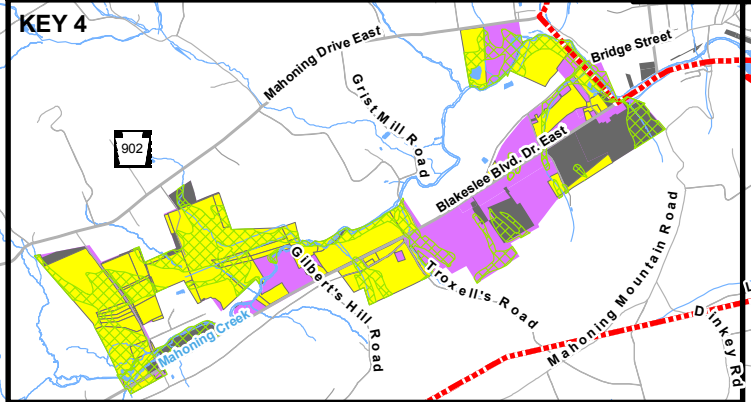 KEY 4
Mahoning Drive East
Bridge Street
Grist Mill Road
902
Blakeslee Blvd. Dr. East
Gilbert's Hill Road
Troxell's Road
Mahoning Mountain Road
Mahoning Creek
Dinkey Rd